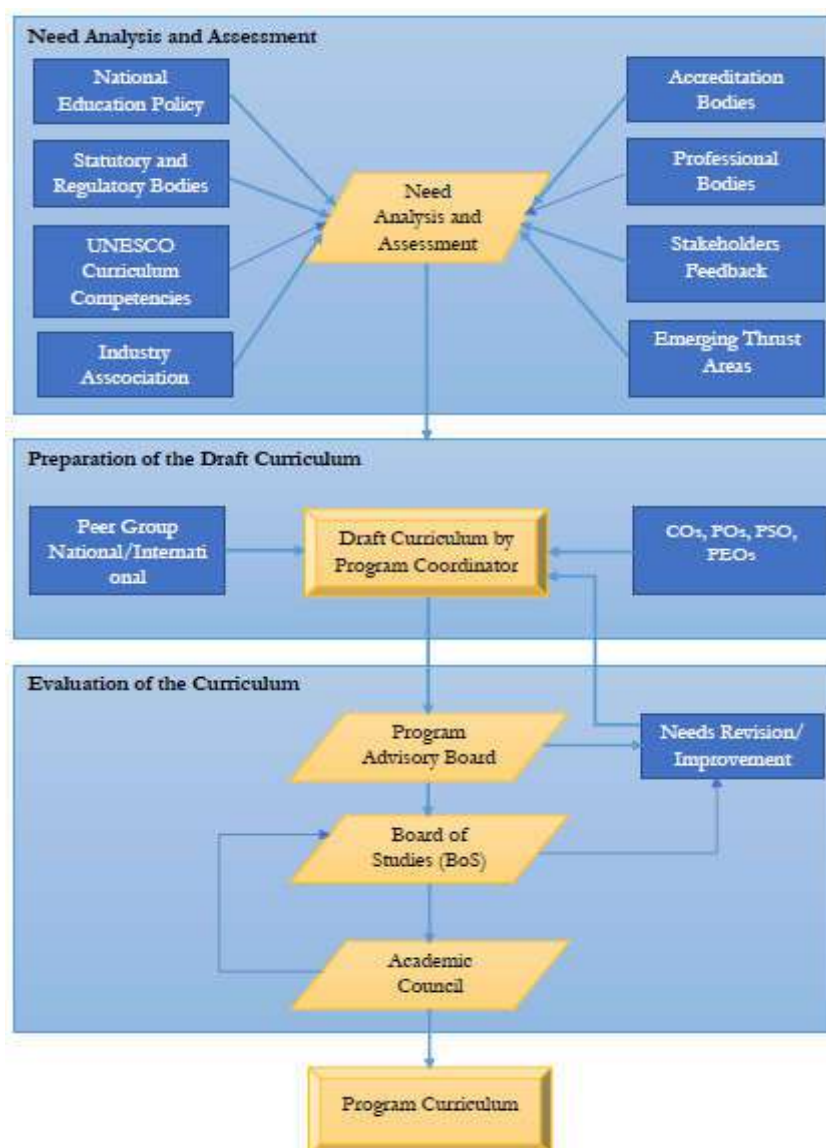 Need Analysis and Assessment
National
Education Policy
Statutory and
Regulatory Bodies
UNESCO
Curriculum
Competencies
Industry
Asscociation
Need
Analysis and
Assessment
Accreditation
Bodies
Professional
Bodies
Stakeholders
Feedback
Emerging Thrust
Areas
Preparation of the Draft Curriculum
Peer Group
National/Internati
onal
Draft Curriculum by
Program Coordinator
COs, POs, PSO,
PEOs
Evaluation of the Curriculum
Program
Advisory Board
Needs Revision/
Improvement
Board of
Studies (BoS)
Academic
Council
Program Curriculum